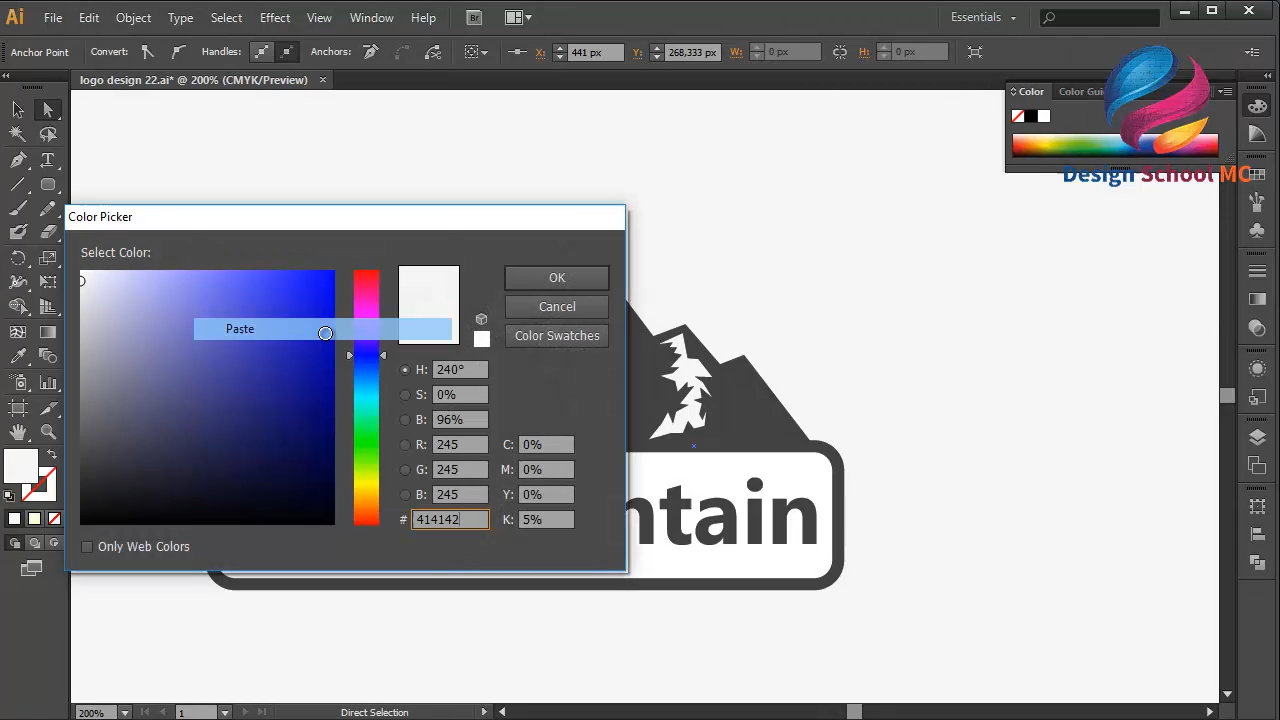 Ai File Edit Object Type Select Effect View Window Help Br Essentials
Anchor Point Convert: Handles: Anchors: X: 441 px Y: 268,333 px W: 0 px H: 0 px
logo design 22.ai* @ 200% (CMYK/Preview) ×
Color Color Gui
Design School MC
Color Picker
Select Color:
OK
Cancel
Color Swatches
Paste
H: 240°
S: 0%
B: 96%
R: 245 C: 0%
G: 245 M: 0%
B: 245 Y: 0%
# 414142 K: 5%
Only Web Colors
ntain
200% 1 Direct Selection